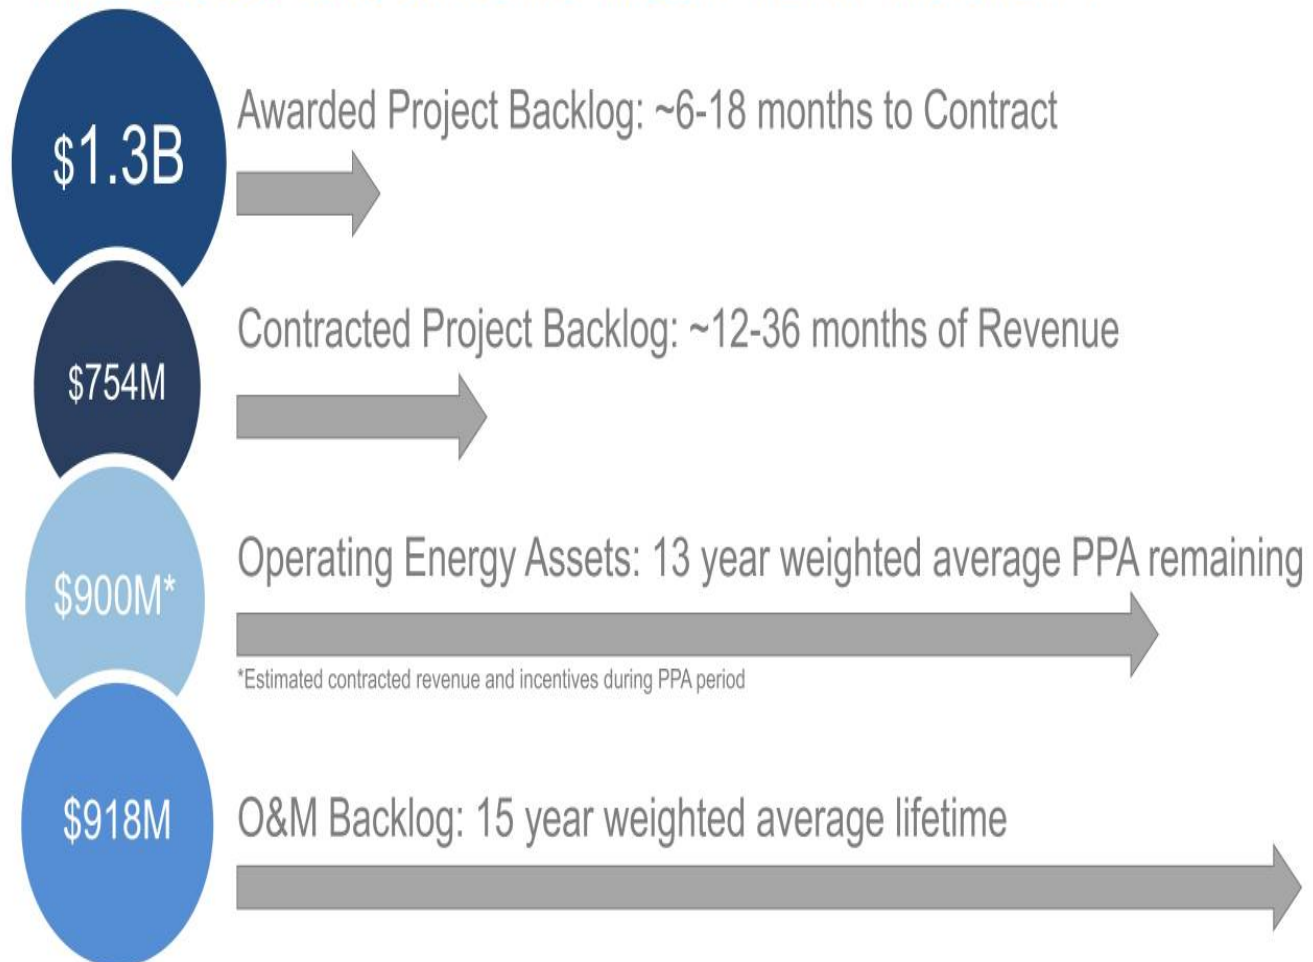 $1.3B
Awarded Project Backlog: ~6-18 months to Contract
$754M
Contracted Project Backlog: ~12-36 months of Revenue
$900M*
Operating Energy Assets: 13 year weighted average PPA remaining
*Estimated contracted revenue and incentives during PPA period
$918M
O&M Backlog: 15 year weighted average lifetime